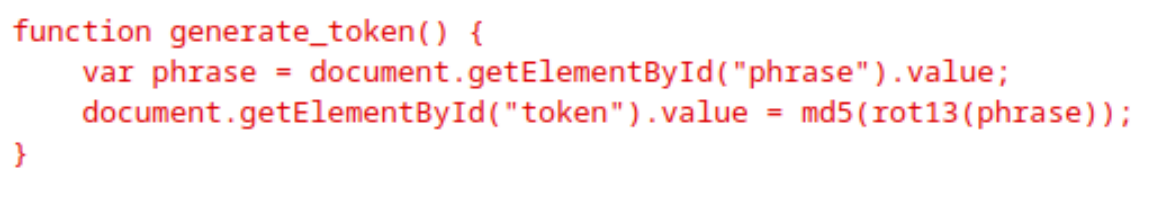 function generate_token() {
    var phrase = document.getElementById("phrase").value;
    document.getElementById("token").value = md5(rot13(phrase));
}